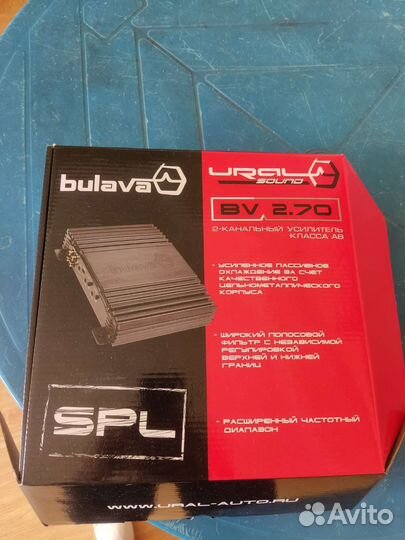 bulava
URAL
SOUND
BV 2.70
2-КАНАЛЬНЫЙ УСИЛИТЕЛЬ
КЛАССА АВ
- УСИЛЕННОЕ ПАССИВНОЕ
ОХЛАЖДЕНИЕ ЗА СЧЕТ
КАЧЕСТВЕННОГО
ЦЕЛЬНОМЕТАЛЛИЧЕСКОГО
КОРПУСА
- ШИРОКИЙ ПОЛОСОВОЙ
ФИЛЬТР С НЕЗАВИСИМОЙ
РЕГУЛИРОВКОЙ
ВЕРХНЕЙ И НИЖНЕЙ
ГРАНИЦ
- РАСШИРЕННЫЙ ЧАСТОТНЫЙ
ДИАПАЗОН
SPL
WWW.URAL-AUTO.RU
Avito